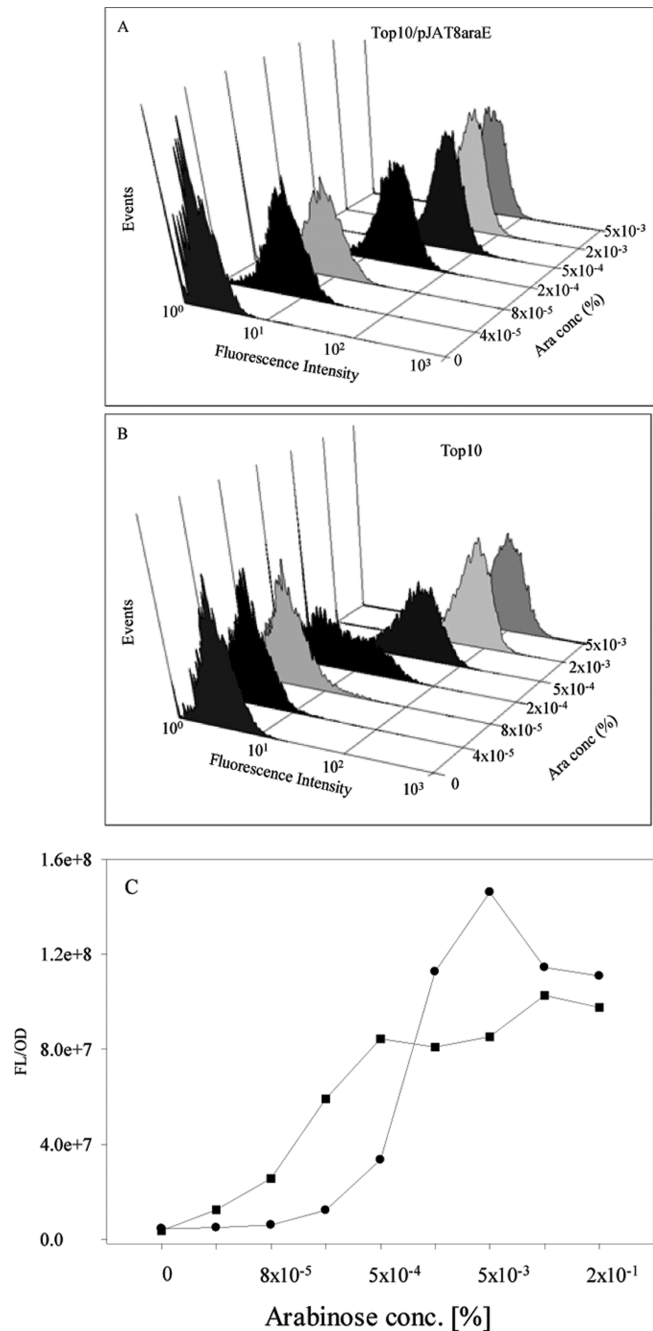 A
Top10/pJAT8araE
Events
10⁰
10¹
10²
10³
Fluorescence Intensity
0
4x10⁻⁵
8x10⁻⁵
2x10⁻⁴
5x10⁻⁴
2x10⁻³
5x10⁻³
Ara conc (%)
B
Top10
Events
10⁰
10¹
10²
10³
Fluorescence Intensity
0
4x10⁻⁵
8x10⁻⁵
2x10⁻⁴
5x10⁻⁴
2x10⁻³
5x10⁻³
Ara conc (%)
C
1.6e+8
1.2e+8
8.0e+7
4.0e+7
0.0
FL/OD
0
8x10⁻⁵
5x10⁻⁴
5x10⁻³
2x10⁻¹
Arabinose conc. [%]